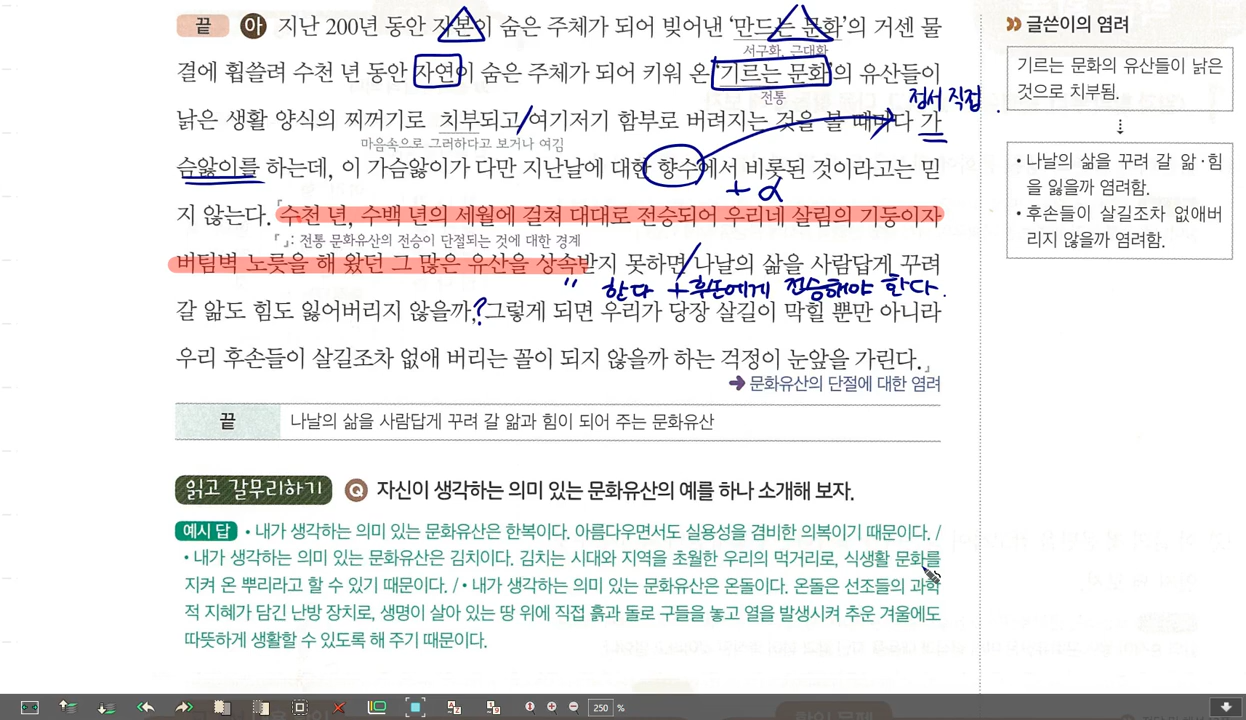 끝 아 지난 200년 동안 자본이 숨은 주체가 되어 빚어낸 ‘만드는 문화’의 거센 물
서구화, 근대화
결에 휩쓸려 수천 년 동안 자연이 숨은 주체가 되어 키워 온 ‘기르는 문화’의 유산들이
전통
정서 직접
낡은 생활 양식의 찌꺼기로 치부되고/여기저기 함부로 버려지는 것을 볼 때마다 가
마음속으로 그러하다고 보거나 여김
슴앓이를 하는데, 이 가슴앓이가 다만 지난날에 대한 향수에서 비롯된 것이라고는 믿
+ α
지 않는다.『수천 년, 수백 년의 세월에 걸쳐 대대로 전승되어 우리네 살림의 기둥이자
『』: 전통 문화유산의 전승이 단절되는 것에 대한 경계
버팀벽 노릇을 해 왔던 그 많은 유산을 상속받지 못하면/나날의 삶을 사람답게 꾸려
" 한다 + 후손에게 전승해야 한다.
갈 앎도 힘도 잃어버리지 않을까,?그렇게 되면 우리가 당장 살길이 막힐 뿐만 아니라
우리 후손들이 살길조차 없애 버리는 꼴이 되지 않을까 하는 걱정이 눈앞을 가린다.』
➔ 문화유산의 단절에 대한 염려
끝 나날의 삶을 사람답게 꾸려 갈 앎과 힘이 되어 주는 문화유산
읽고 갈무리하기 Q 자신이 생각하는 의미 있는 문화유산의 예를 하나 소개해 보자.
예시 답 • 내가 생각하는 의미 있는 문화유산은 한복이다. 아름다우면서도 실용성을 겸비한 의복이기 때문이다. /
• 내가 생각하는 의미 있는 문화유산은 김치이다. 김치는 시대와 지역을 초월한 우리의 먹거리로, 식생활 문화를
지켜 온 뿌리라고 할 수 있기 때문이다. / • 내가 생각하는 의미 있는 문화유산은 온돌이다. 온돌은 선조들의 과학
적 지혜가 담긴 난방 장치로, 생명이 살아 있는 땅 위에 직접 흙과 돌로 구들을 놓고 열을 발생시켜 추운 겨울에도
따뜻하게 생활할 수 있도록 해 주기 때문이다.
글쓴이의 염려
기르는 문화의 유산들이 낡은
것으로 치부됨.
• 나날의 삶을 꾸려 갈 앎·힘
을 잃을까 염려함.
• 후손들이 살길조차 없애버
리지 않을까 염려함.
250 %